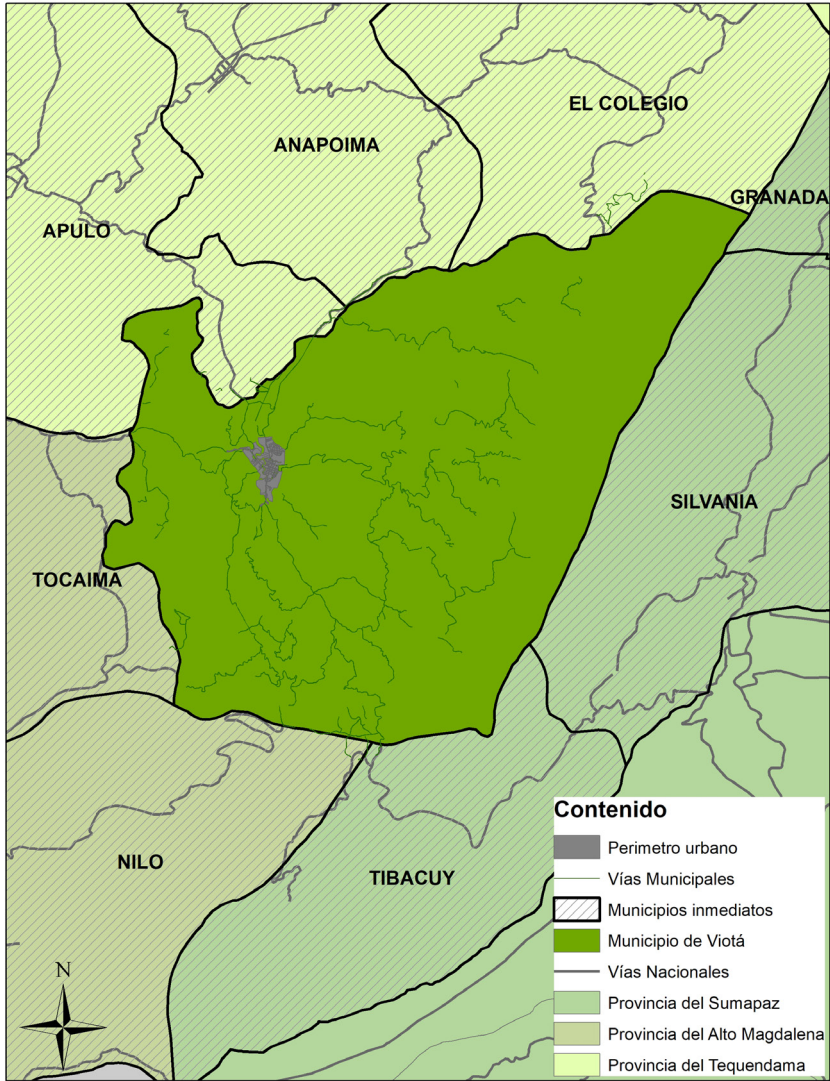 EL COLEGIO
ANAPOIMA
GRANADA
APULO
SILVANIA
TOCAIMA
NILO
TIBACUY
N
Contenido
Perimetro urbano
Vías Municipales
Municipios inmediatos
Municipio de Viotá
Vías Nacionales
Provincia del Sumapaz
Provincia del Alto Magdalena
Provincia del Tequendama